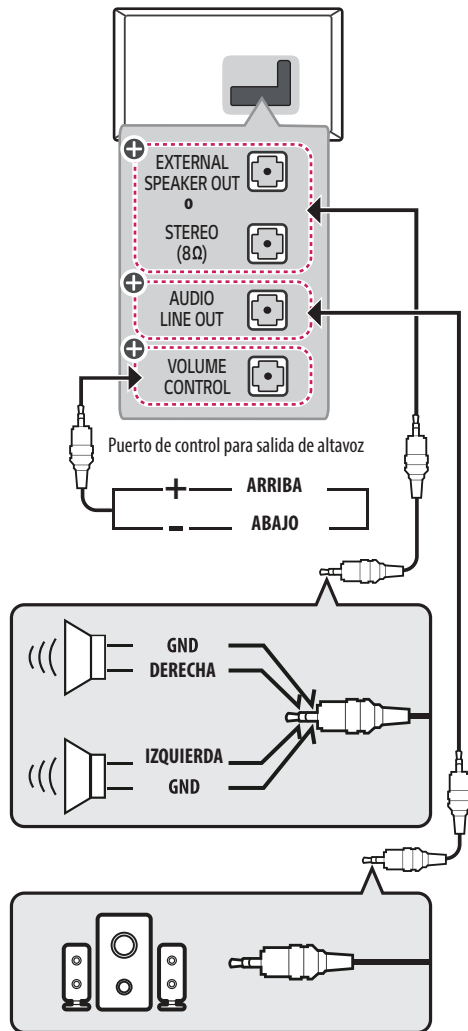 EXTERNAL
SPEAKER OUT
o
STEREO
(8Ω)
AUDIO
LINE OUT
VOLUME
CONTROL
Puerto de control para salida de altavoz
+ ARRIBA
- ABAJO
GND
DERECHA
IZQUIERDA
GND